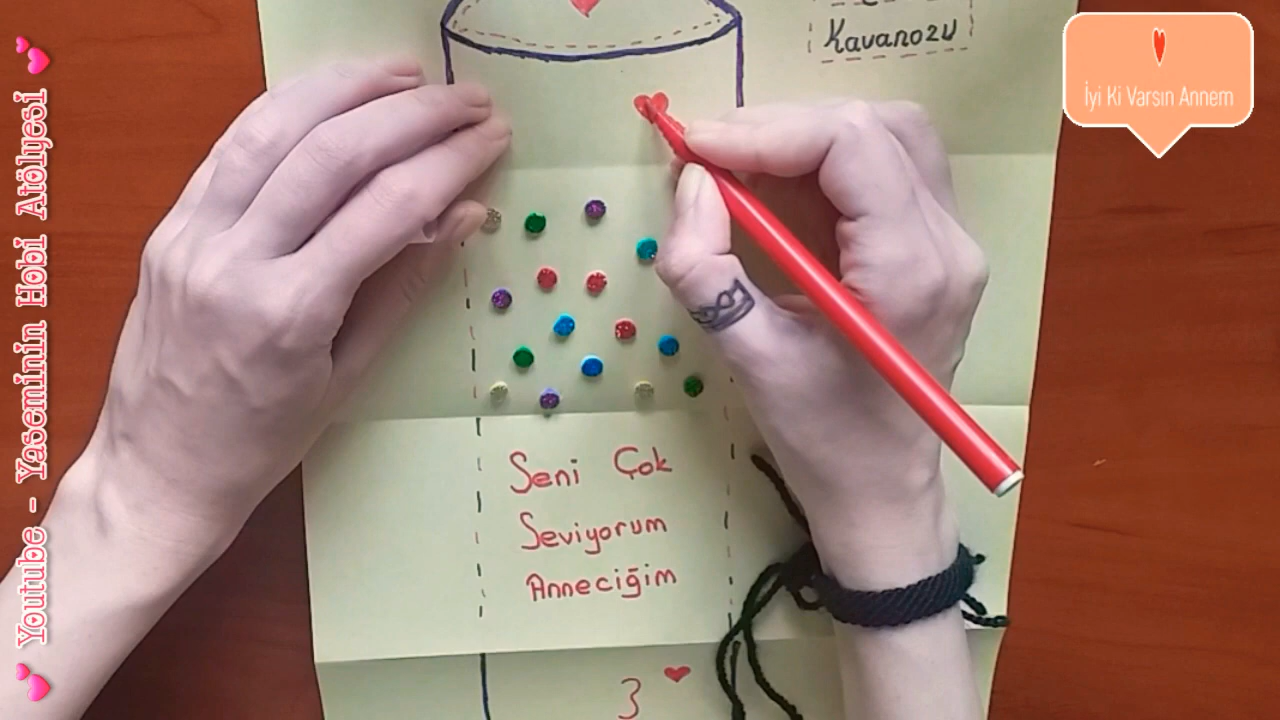 Kavanozu
İyi Ki Varsın Annem
Youtube - Yaseminin Hobi Atölyesi
Seni Çok
Seviyorum
Anneciğim
3